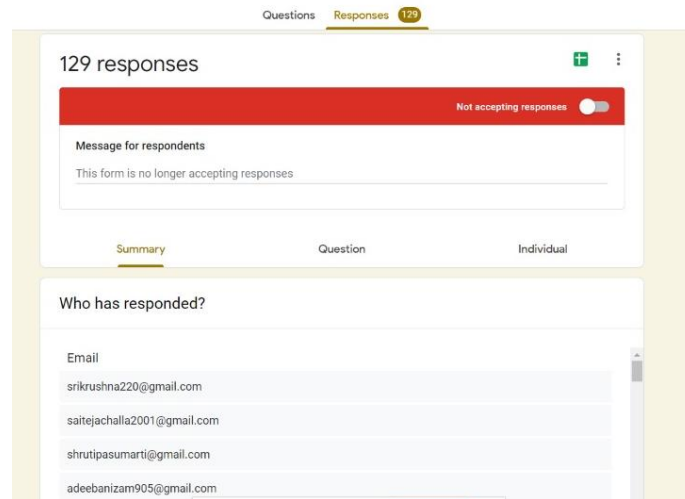 Questions Responses 129
129 responses
Not accepting responses
Message for respondents
This form is no longer accepting responses
Summary Question Individual
Who has responded?
Email
srikrushna220@gmail.com
saitejachalla2001@gmail.com
shrutipasumarti@gmail.com
adeebanizam905@gmail.com